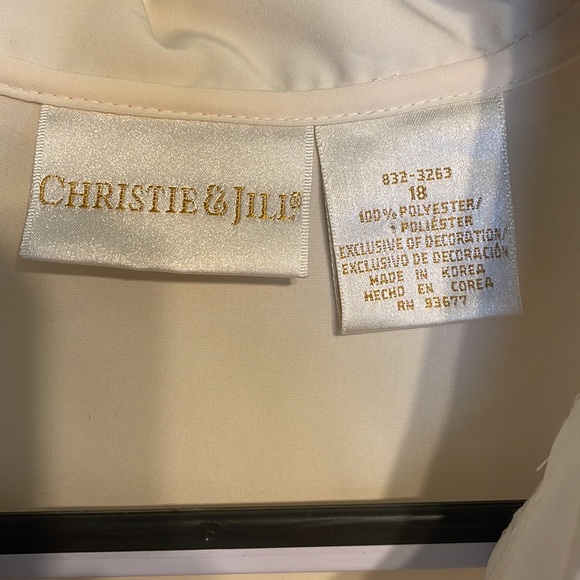 CHRISTIE & JILL®
832-3263
18
100% POLYESTER/
POLIÉSTER
EXCLUSIVE OF DECORATION/
EXCLUSIVO DE DECORACIÓN
MADE IN KOREA
HECHO EN COREA
RN 93677